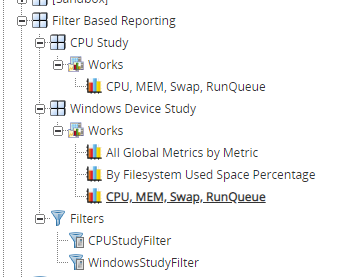 [Sandbox]
Filter Based Reporting
CPU Study
Works
CPU, MEM, Swap, RunQueue
Windows Device Study
Works
All Global Metrics by Metric
By Filesystem Used Space Percentage
CPU, MEM, Swap, RunQueue
Filters
CPUStudyFilter
WindowsStudyFilter